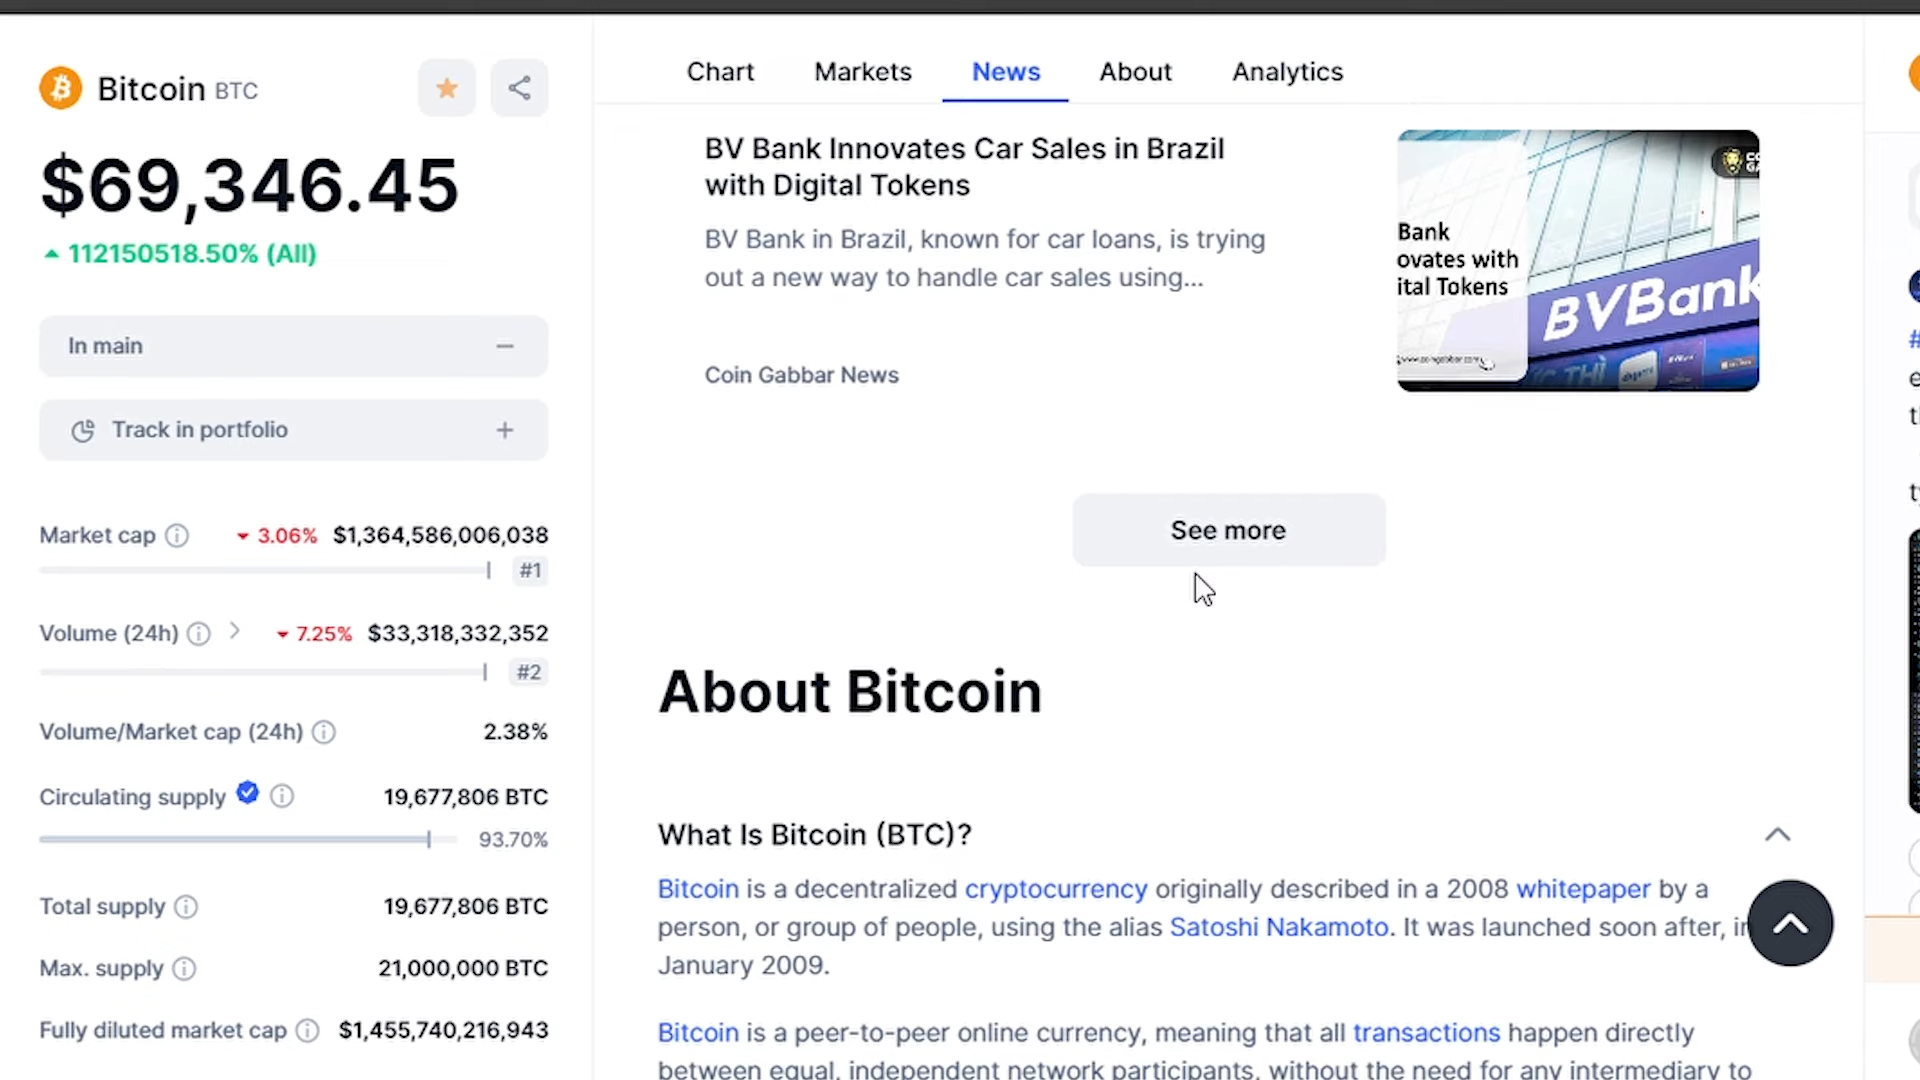 Bitcoin BTC
$69,346.45
112150518.50% (All)
In main
Track in portfolio
Market cap 3.06% $1,364,586,006,038
#1
Volume (24h) 7.25% $33,318,332,352
#2
Volume/Market cap (24h) 2.38%
Circulating supply 19,677,806 BTC
93.70%
Total supply 19,677,806 BTC
Max. supply 21,000,000 BTC
Fully diluted market cap $1,455,740,216,943
Chart Markets News About Analytics
BV Bank Innovates Car Sales in Brazil
with Digital Tokens
BV Bank in Brazil, known for car loans, is trying
out a new way to handle car sales using...
Coin Gabbar News
Bank
ovates with
ital Tokens
www.coingabbar.com
BVBank
See more
About Bitcoin
What Is Bitcoin (BTC)?
Bitcoin is a decentralized cryptocurrency originally described in a 2008 whitepaper by a
person, or group of people, using the alias Satoshi Nakamoto. It was launched soon after, in
January 2009.
Bitcoin is a peer-to-peer online currency, meaning that all transactions happen directly
between equal, independent network participants, without the need for any intermediary to